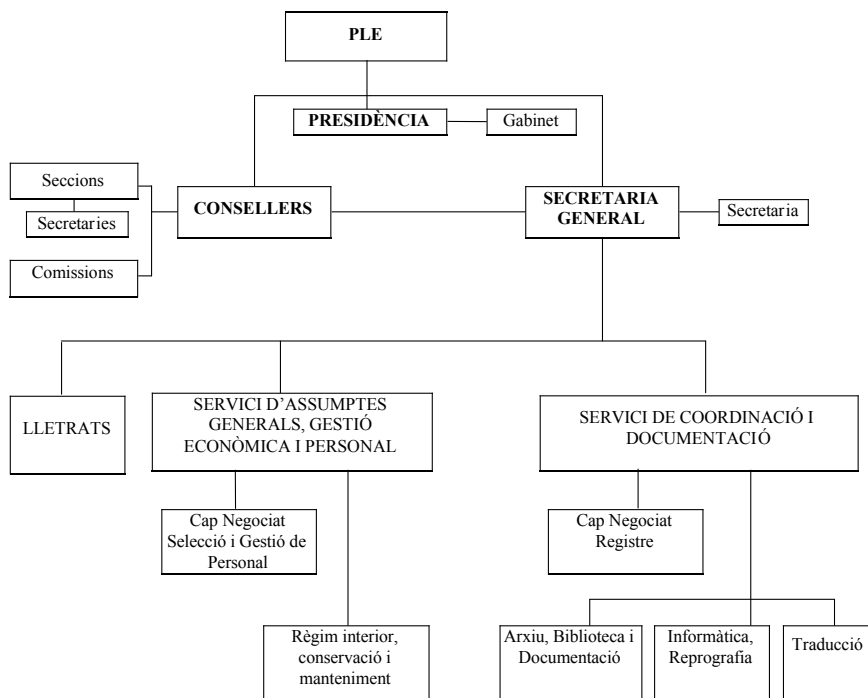 PLE
PRESIDÈNCIA
Gabinet
Seccions
Secretaries
Comissions
CONSELLERS
SECRETARIA
GENERAL
Secretaria
LLETRATS
SERVICI D'ASSUMPTES
GENERALS, GESTIÓ
ECONÒMICA I PERSONAL
SERVICI DE COORDINACIÓ I
DOCUMENTACIÓ
Cap Negociat
Selecció i Gestió de
Personal
Cap Negociat
Registre
Règim interior,
conservació i
manteniment
Arxiu, Biblioteca i
Documentació
Informàtica,
Reprografia
Traducció